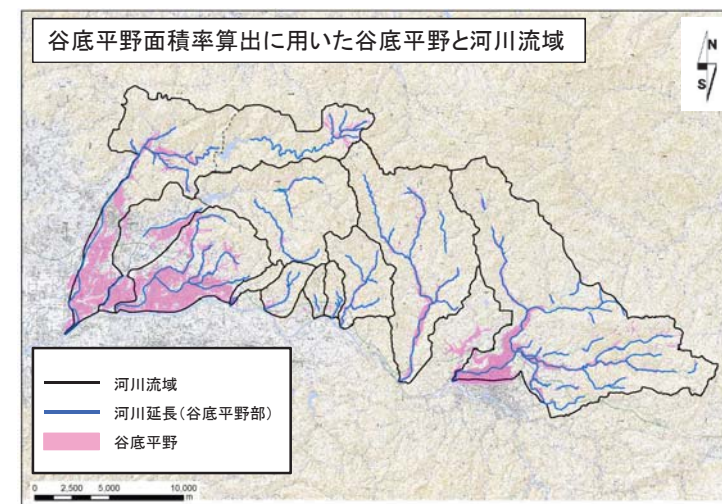 谷底平野面積率算出に用いた谷底平野と河川流域
N
S
河川流域
河川延長(谷底平野部)
谷底平野
0 2,500 5,000 10,000
m